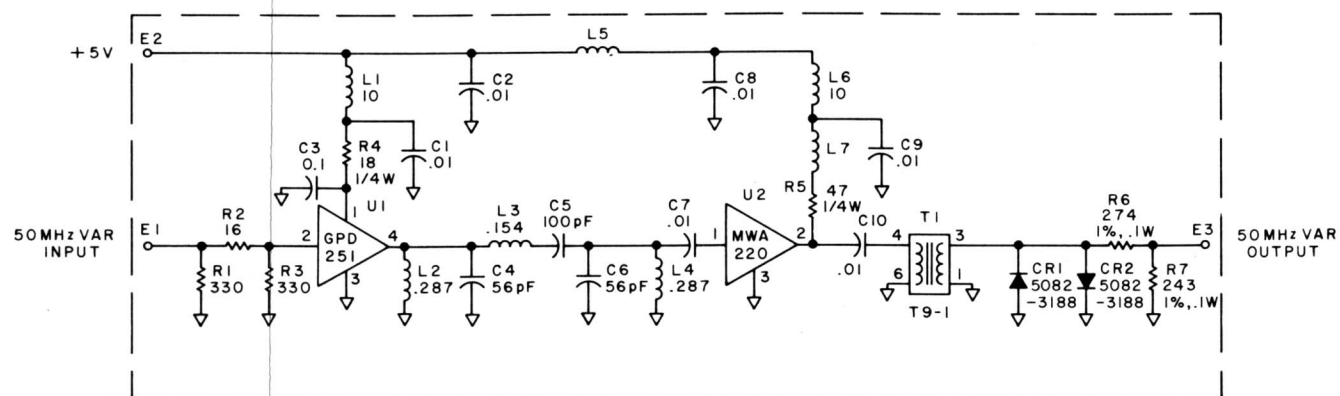 +5V
E2
L5
L1
10
C2
.01
C8
.01
L6
10
C3
0.1
R4
18
1/4W
C1
.01
L7
C9
.01
R5
47
1/4W
50MHz VAR
INPUT
E1
R2
16
R1
330
R3
330
U1
1
2
GPD
251
4
3
L2
.287
C4
56pF
L3
.154
C5
100pF
C6
56pF
C7
.01
L4
.287
U2
1
MWA
220
2
3
C10
.01
T1
4
3
6
1
T9-1
CR1
5082
-3188
CR2
5082
-3188
R6
274
1%, .1W
R7
243
1%,.1W
E3
50MHz VAR
OUTPUT